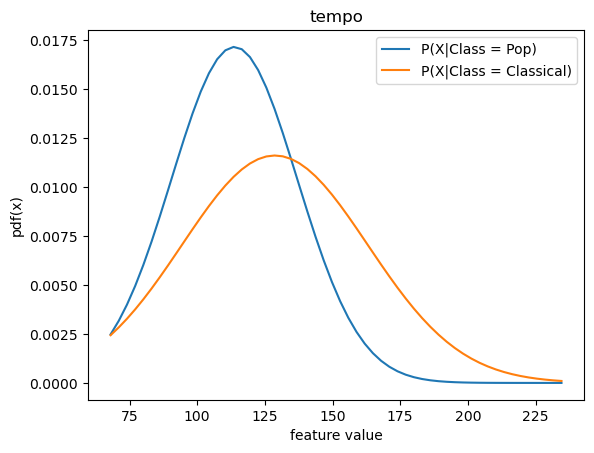 tempo
P(X|Class = Pop)
P(X|Class = Classical)
pdf(x)
0.0175
0.0150
0.0125
0.0100
0.0075
0.0050
0.0025
0.0000
75 100 125 150 175 200 225
feature value